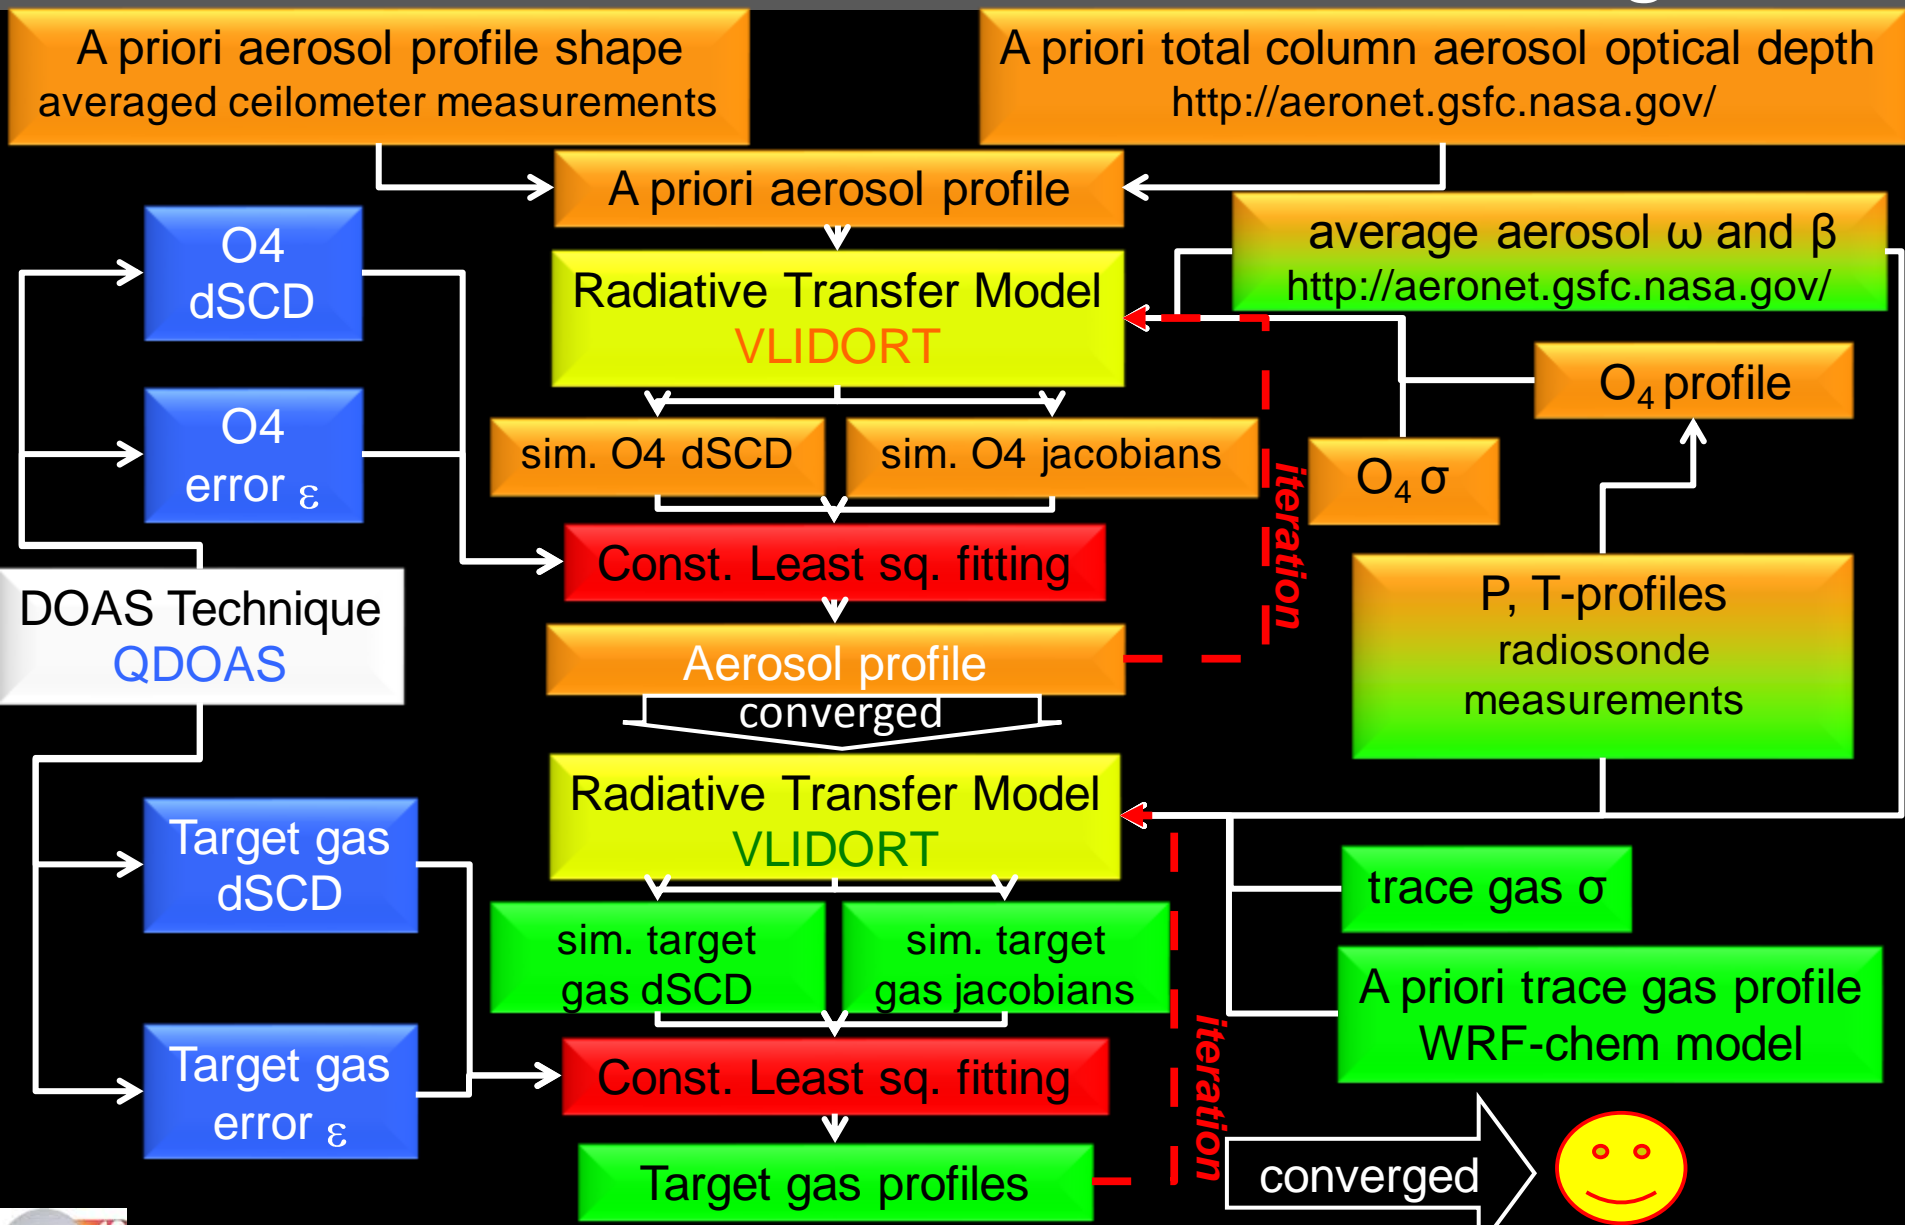 A priori aerosol profile shape
averaged ceilometer measurements
A priori total column aerosol optical depth
http://aeronet.gsfc.nasa.gov/
A priori aerosol profile
average aerosol ω and β
http://aeronet.gsfc.nasa.gov/
O4
dSCD
Radiative Transfer Model
VLIDORT
O₄ profile
O4
error ε
sim. O4 dSCD
sim. O4 jacobians
iteration
O₄ σ
Const. Least sq. fitting
P, T-profiles
radiosonde
measurements
DOAS Technique
QDOAS
Aerosol profile
converged
Radiative Transfer Model
VLIDORT
Target gas
dSCD
trace gas σ
sim. target
gas dSCD
sim. target
gas jacobians
A priori trace gas profile
WRF-chem model
Target gas
error ε
Const. Least sq. fitting
iteration
Target gas profiles
converged